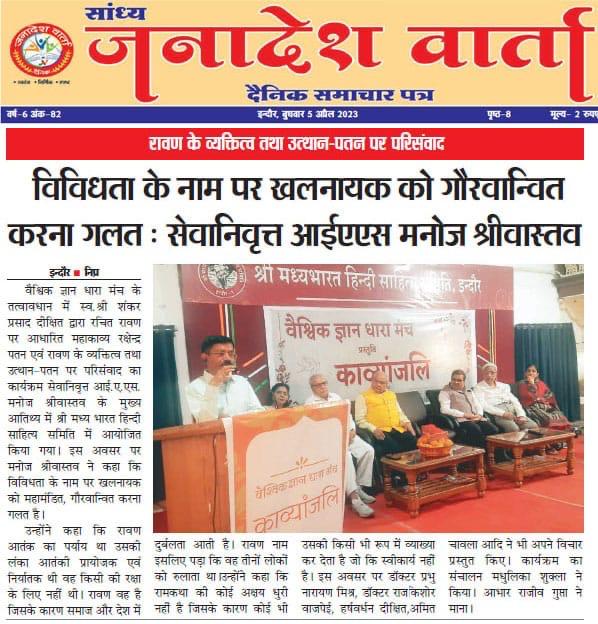 सांध्य
जनादेश वार्ता
जनादेश वार्ता
दैनिक
दैनिक समाचार पत्र
वर्ष-6 अंक-82 इन्दौर, बुधवार 5 अप्रैल 2023 पृष्ठ-8 मूल्य- 2 रुपए
रावण के व्यक्तित्व तथा उत्थान-पतन पर परिसंवाद
विविधता के नाम पर खलनायक को गौरवान्वित
करना गलत : सेवानिवृत्त आईएएस मनोज श्रीवास्तव
इन्दौर ■ निप्र
वैश्विक ज्ञान धारा मंच के
तत्वावधान में स्व.श्री शंकर
प्रसाद दीक्षित द्वारा रचित रावण
पर आधारित महाकाव्य रक्षेन्द्र
पतन एवं रावण के व्यक्तित्व तथा
उत्थान-पतन पर परिसंवाद का
कार्यक्रम सेवानिवृत आई.ए.एस.
मनोज श्रीवास्तव के मुख्य
आतिथ्य में श्री मध्य भारत हिन्दी
साहित्य समिति में आयोजित
किया गया। इस अवसर पर
मनोज श्रीवास्तव ने कहा कि
विविधता के नाम पर खलनायक
को महामंडित, गौरवान्वित करना
गलत है।
उन्होंने कहा कि रावण
आतंक का पर्याय था उसकी
लंका आतंकी प्रायोजक एवं
निर्यातक थी वह किसी की रक्षा
के लिए नहीं थी। रावण वह है
जिसके कारण समाज और देश में
श्री मध्यभारत हिन्दी साहित्य समिति, इन्दौर
वैश्विक ज्ञान धारा मंच
प्रस्तुति
काव्यांजलि
वैश्विक ज्ञान धारा मंच
काव्यांजलि
दुर्बलता आती है। रावण नाम
इसलिए पड़ा कि वह तीनों लोकों
को रुलाता था।उन्होंने कहा कि
रामकथा की कोई अक्षय धुरी
नहीं है जिसके कारण कोई भी
उसकी किसी भी रूप में व्याख्या
कर देता है जो कि स्वीकार्य नहीं
है। इस अवसर पर डॉक्टर प्रभु
नारायण मिश्र, डॉक्टर राजकिशोर
वाजपेई, हर्षवर्धन दीक्षित,अमित
चावला आदि ने भी अपने विचार
प्रस्तुत किए। कार्यक्रम का
संचालन मधुलिका शुक्ला ने
किया। आभार राजीव गुप्ता ने
माना।